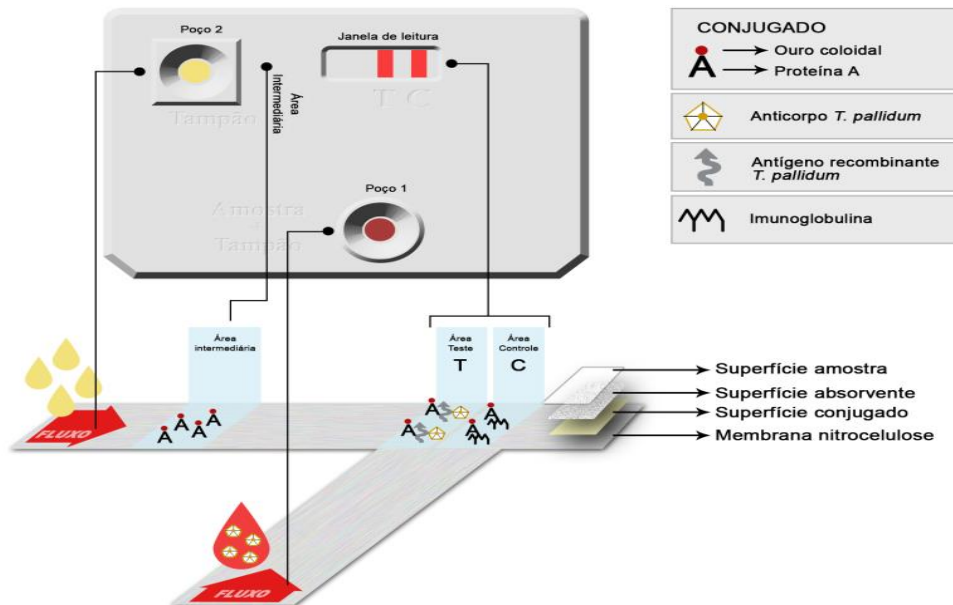 Poço 2
Tampão
Área
Intermediária
Janela de leitura
T C
Poço 1
Amostra
+
Tampão
CONJUGADO
Ouro coloidal
A
Proteína A
Anticorpo T. pallidum
Antígeno recombinante
T. pallidum
Imunoglobulina
Área
intermediária
Área
Teste
T
Área
Controle
C
A A A A
A A A A
FLUXO
FLUXO
Superfície amostra
Superfície absorvente
Superfície conjugado
Membrana nitrocelulose